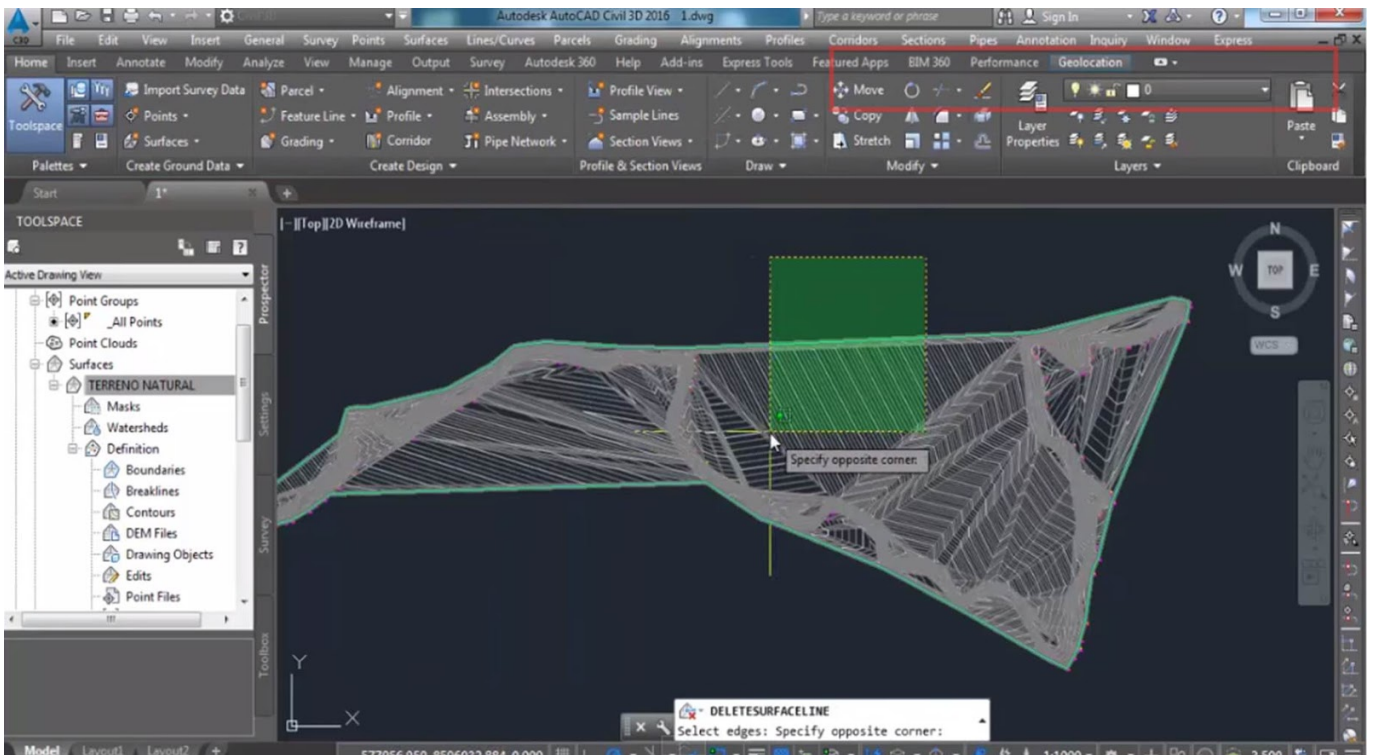 Autodesk AutoCAD Civil 3D 2016 1.dwg Type a keyword or phrase Sign In
File Edit View Insert General Survey Points Surfaces Lines/Curves Parcels Grading Alignments Profiles Corridors Sections Pipes Annotation Inquiry Window Express
Home Insert Annotate Modify Analyze View Manage Output Survey Autodesk 360 Help Add-ins Express Tools Featured Apps BIM 360 Performance Geolocation
Import Survey Data Parcel Alignment Intersections Profile View Move 0
Toolspace Points Feature Line Profile Assembly Sample Lines Copy Layer Properties Paste
Surfaces Grading Corridor Pipe Network Section Views Stretch
Palettes Create Ground Data Create Design Profile & Section Views Draw Modify Layers Clipboard
Start 1*
TOOLSPACE
[-][Top][2D Wireframe]
Active Drawing View
Prospector
Settings
Survey
Toolbox
Point Groups
_All Points
Point Clouds
Surfaces
TERRENO NATURAL
Masks
Watersheds
Definition
Boundaries
Breaklines
Contours
DEM Files
Drawing Objects
Edits
Point Files
N
W TOP E
S
WCS
Specify opposite corner:
Y
X
DELETESURFACELINE
Select edges: Specify opposite corner:
Model Layout1 Layout2 +